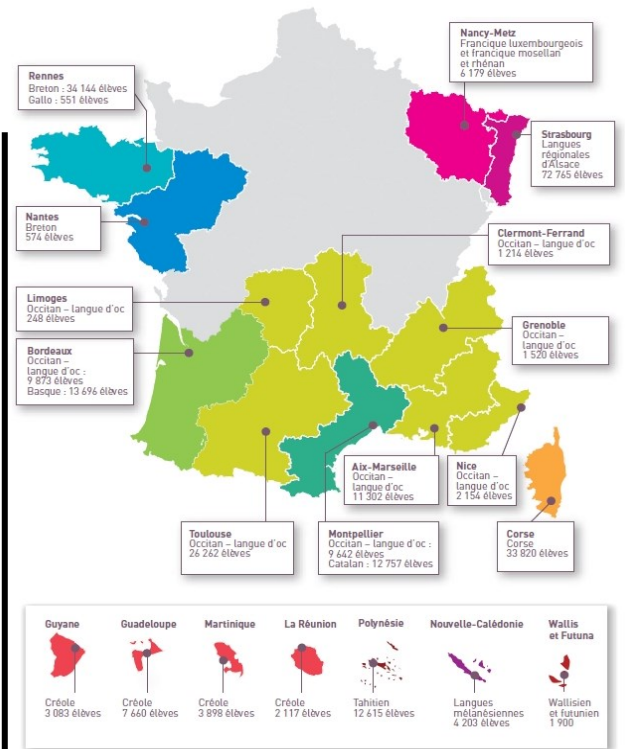 Nancy-Metz
Francique luxembourgeois
et francique mosellan
et rhénan
6 179 élèves
Rennes
Breton : 34 144 élèves
Gallo : 551 élèves
Strasbourg
Langues
régionales
d'Alsace
72 765 élèves
Nantes
Breton
574 élèves
Clermont-Ferrand
Occitan – langue d'oc
1 214 élèves
Limoges
Occitan – langue d'oc
248 élèves
Grenoble
Occitan –
langue d'oc
1 520 élèves
Bordeaux
Occitan –
langue d'oc :
9 873 élèves
Basque : 13 696 élèves
Aix-Marseille
Occitan –
langue d'oc
11 302 élèves
Nice
Occitan –
langue d'oc
2 154 élèves
Toulouse
Occitan – langue d'oc
26 262 élèves
Montpellier
Occitan – langue d'oc :
9 642 élèves
Catalan : 12 757 élèves
Corse
Corse
33 820 élèves
Guyane
Créole
3 083 élèves
Guadeloupe
Créole
7 660 élèves
Martinique
Créole
3 898 élèves
La Réunion
Créole
2 117 élèves
Polynésie
Tahitien
12 615 élèves
Nouvelle-Calédonie
Langues
mélanésiennes
4 203 élèves
Wallis
et Futuna
Wallisien
et futunien
1 900